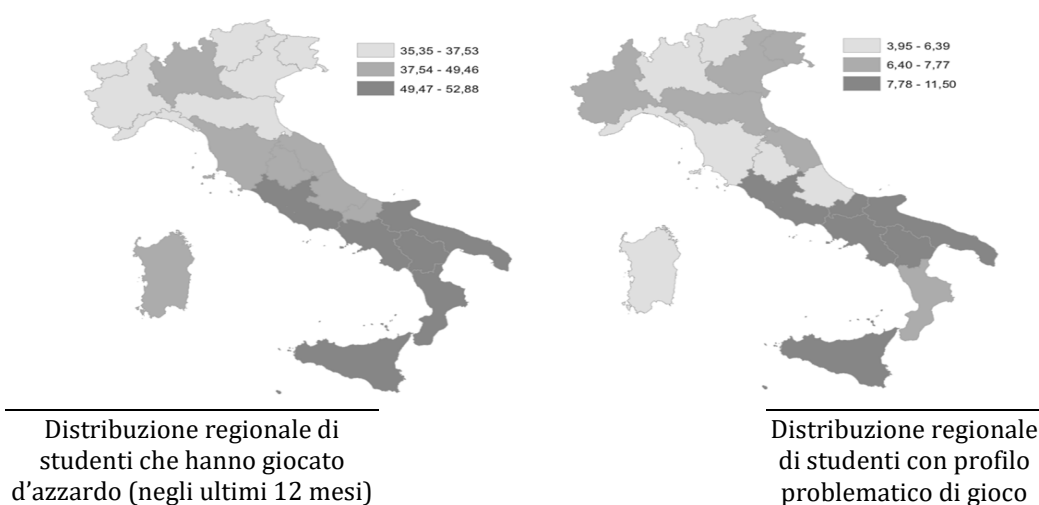 35,35 - 37,53
37,54 - 49,46
49,47 - 52,88
3,95 - 6,39
6,40 - 7,77
7,78 - 11,50
Distribuzione regionale di
studenti che hanno giocato
d’azzardo (negli ultimi 12 mesi)
Distribuzione regionale
di studenti con profilo
problematico di gioco